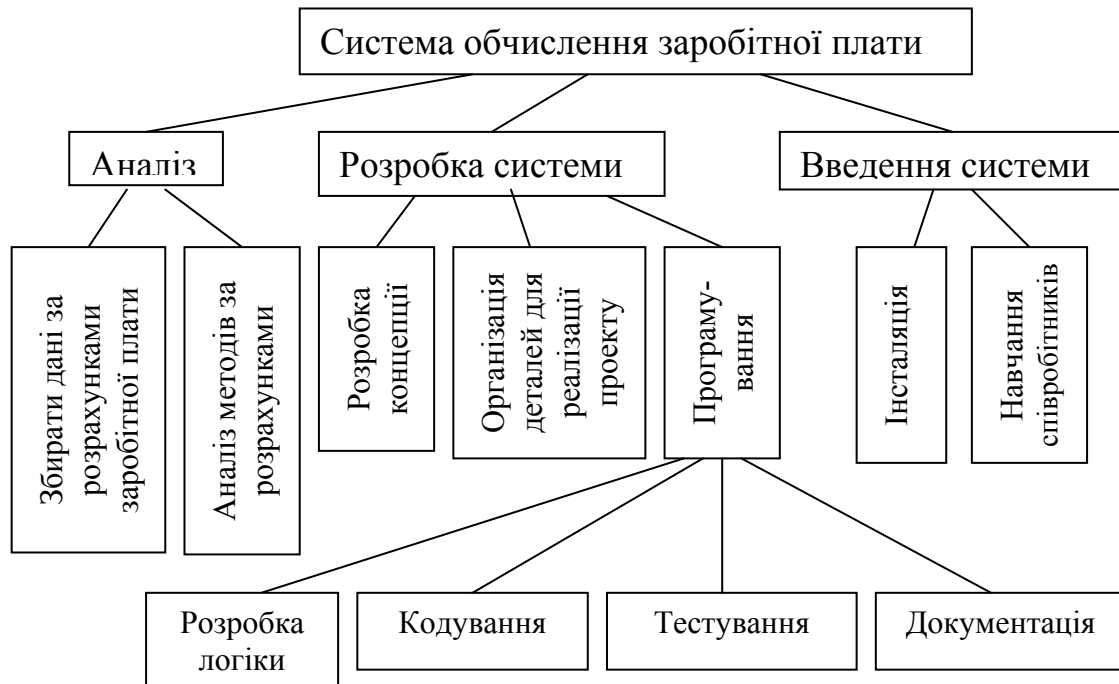 Система обчислення заробітної плати
Аналіз
Розробка системи
Введення системи
Збирати дані за
розрахунками
заробітної плати
Аналіз методів за
розрахунками
Розробка
концепції
Організація
деталей для
реалізації
проекту
Програму-
вання
Інсталяція
Навчання
співробітників
Розробка
логіки
Кодування
Тестування
Документація